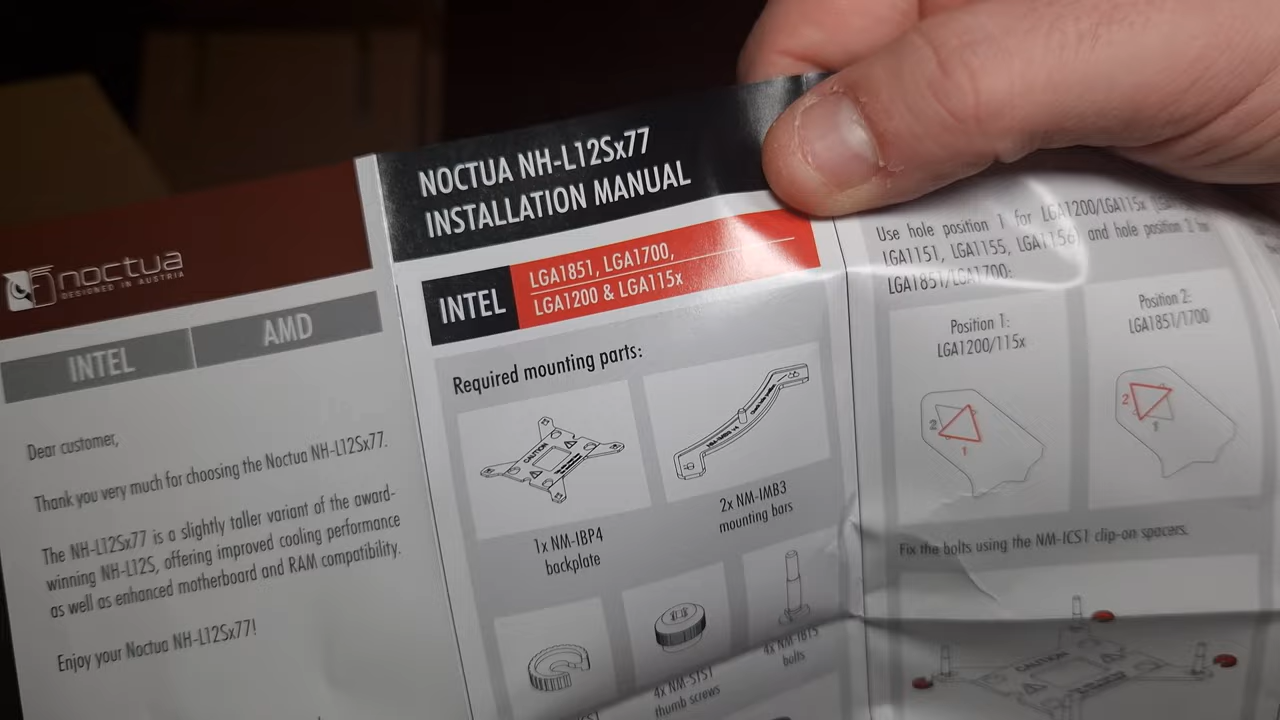 noctua
DESIGNED IN AUSTRIA
INTEL
AMD
Dear customer,
Thank you very much for choosing the Noctua NH-L12Sx77.
The NH-L12Sx77 is a slightly taller variant of the award-
winning NH-L12S, offering improved cooling performance
as well as enhanced motherboard and RAM compatibility.
Enjoy your Noctua NH-L12Sx77!
NOCTUA NH-L12Sx77
INSTALLATION MANUAL
INTEL
LGA1851, LGA1700,
LGA1200 & LGA115x
Required mounting parts:
CAUTION
1x NM-IBP4
backplate
2x NM-IMB3
mounting bars
4x NM-STS1
thumb screws
bolts
Use hole position 1 for LGA1200/LGA115x
LGA1151, LGA1155, LGA1156) and hole position 2 for
LGA1851/LGA1700:
Position 1:
LGA1200/115x
2
1
Position 2:
LGA1851/1700
2
1
Fix the bolts using the NM-ICS1 clip-on spacers.
CAUTION